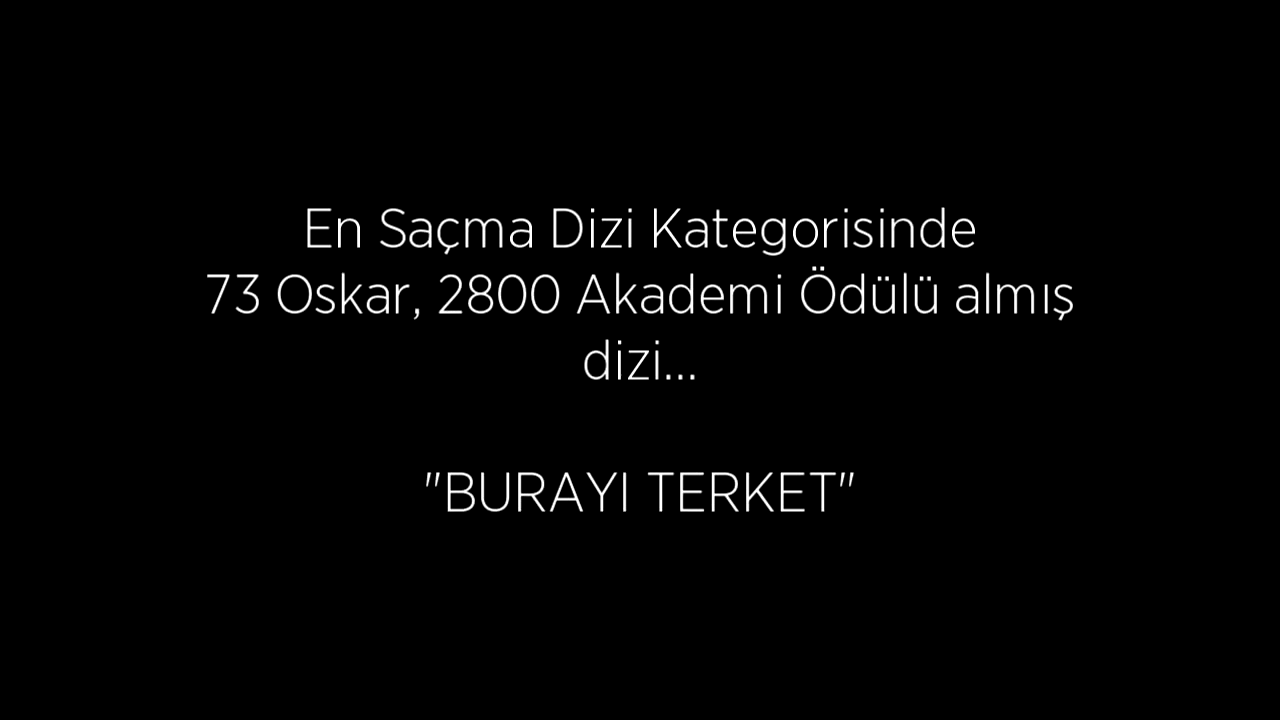 En Saçma Dizi Kategorisinde
73 Oskar, 2800 Akademi Ödülü almış
dizi...
"BURAYI TERKET"